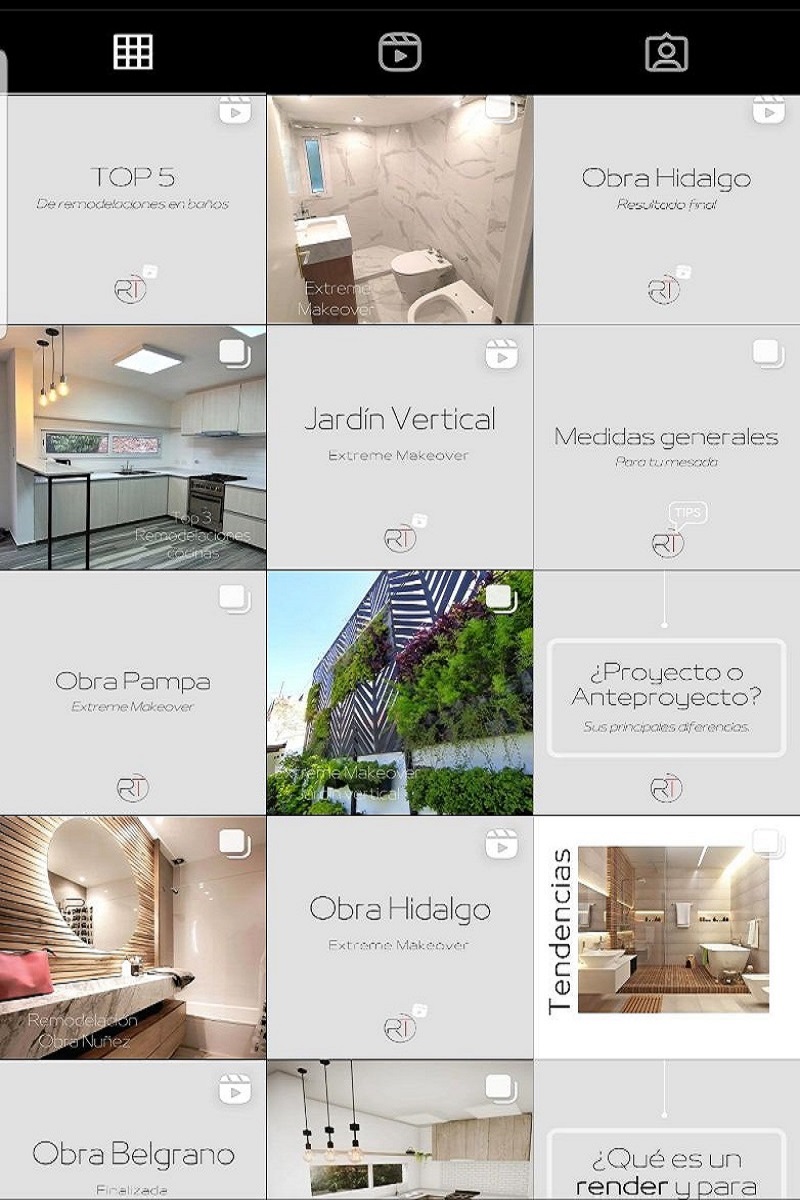 TOP 5
De remodelaciones en baños
RT
Extreme
Makeover
Obra Hidalgo
Resultado final
RT
Top 3
Remodelaciones
cocinas
Jardín Vertical
Extreme Makeover
RT
Medidas generales
Para tu mesada
TIPS
RT
Obra Pampa
Extreme Makeover
RT
Extreme Makeover
Jardín vertical
¿Proyecto o
Anteproyecto?
Sus principales diferencias.
RT
Remodelación
Obra Nuñez
Obra Hidalgo
Extreme Makeover
RT
Tendencias
Obra Belgrano
Finalizada
¿Qué es un
render y para